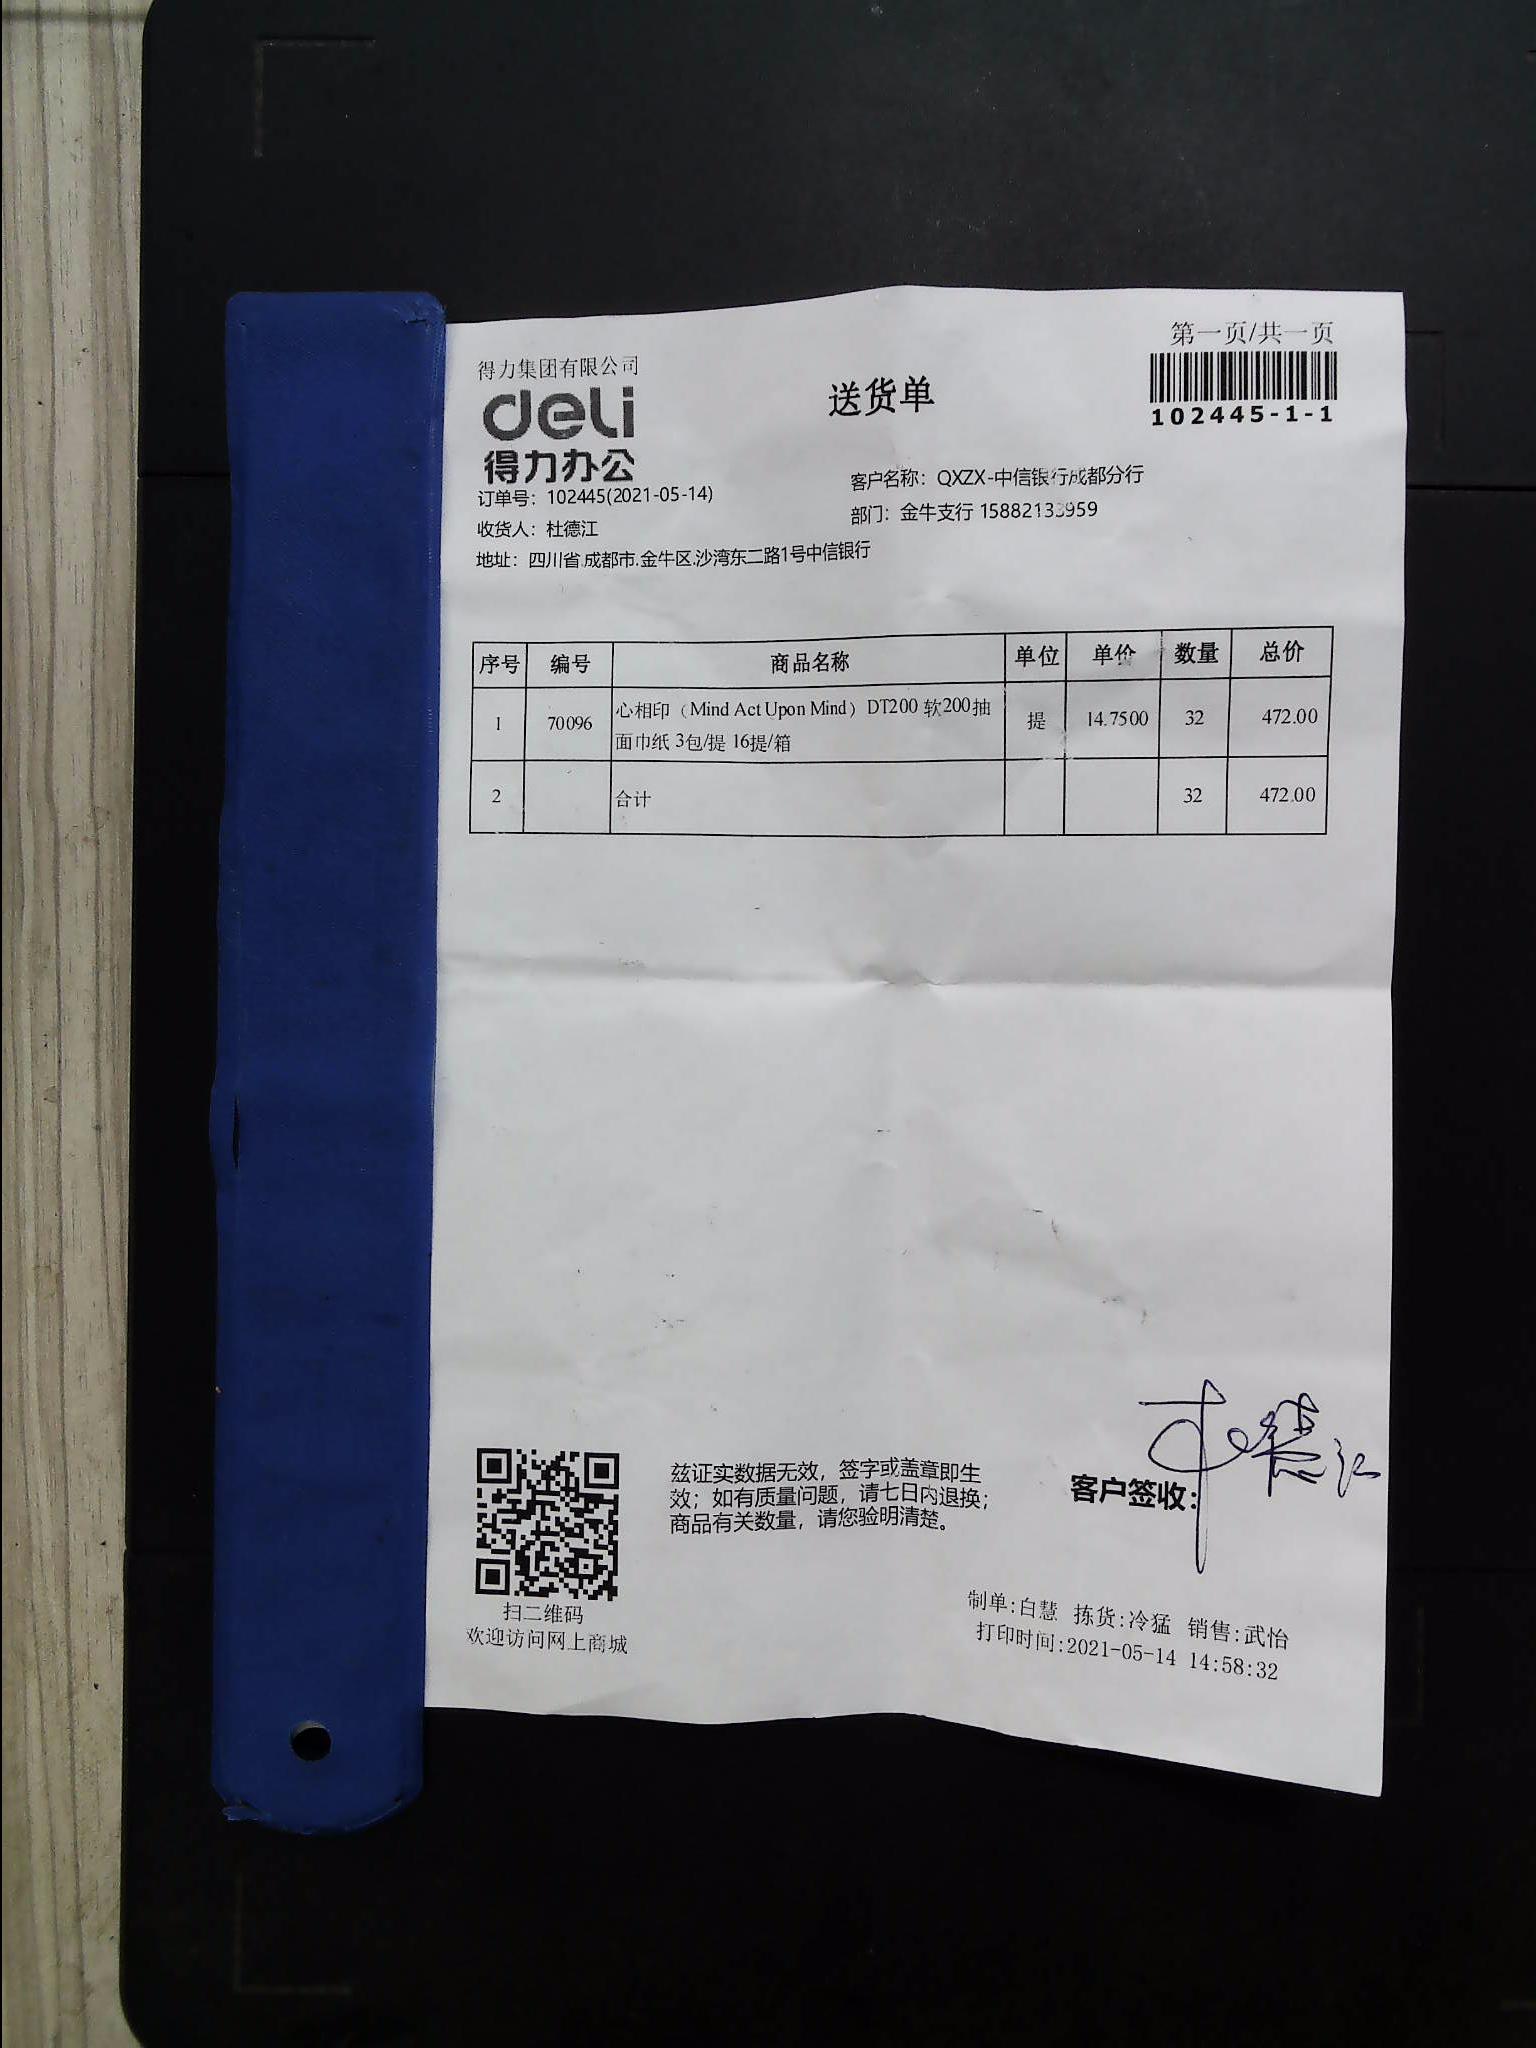 第一页/共一页
得力集团有限公司
deli
得力办公
送货单
102445-1-1
订单号：102445(2021-05-14)
客户名称：QXZX-中信银行成都分行
收货人：杜德江
部门：金牛支行 15882133959
地址：四川省.成都市.金牛区.沙湾东二路1号中信银行
序号 编号 商品名称 单位 单价 数量 总价
1 70096 心相印（Mind Act Upon Mind）DT200 软200抽面巾纸 3包/提 16提/箱 提 14.7500 32 472.00
2 合计 32 472.00
兹证实数据无效，签字或盖章即生
效；如有质量问题，请七日内退换；
商品有关数量，请您验明清楚。
客户签收：杜德江
扫二维码
欢迎访问网上商城
制单:白慧 拣货:冷猛 销售:武怡
打印时间:2021-05-14 14:58:32